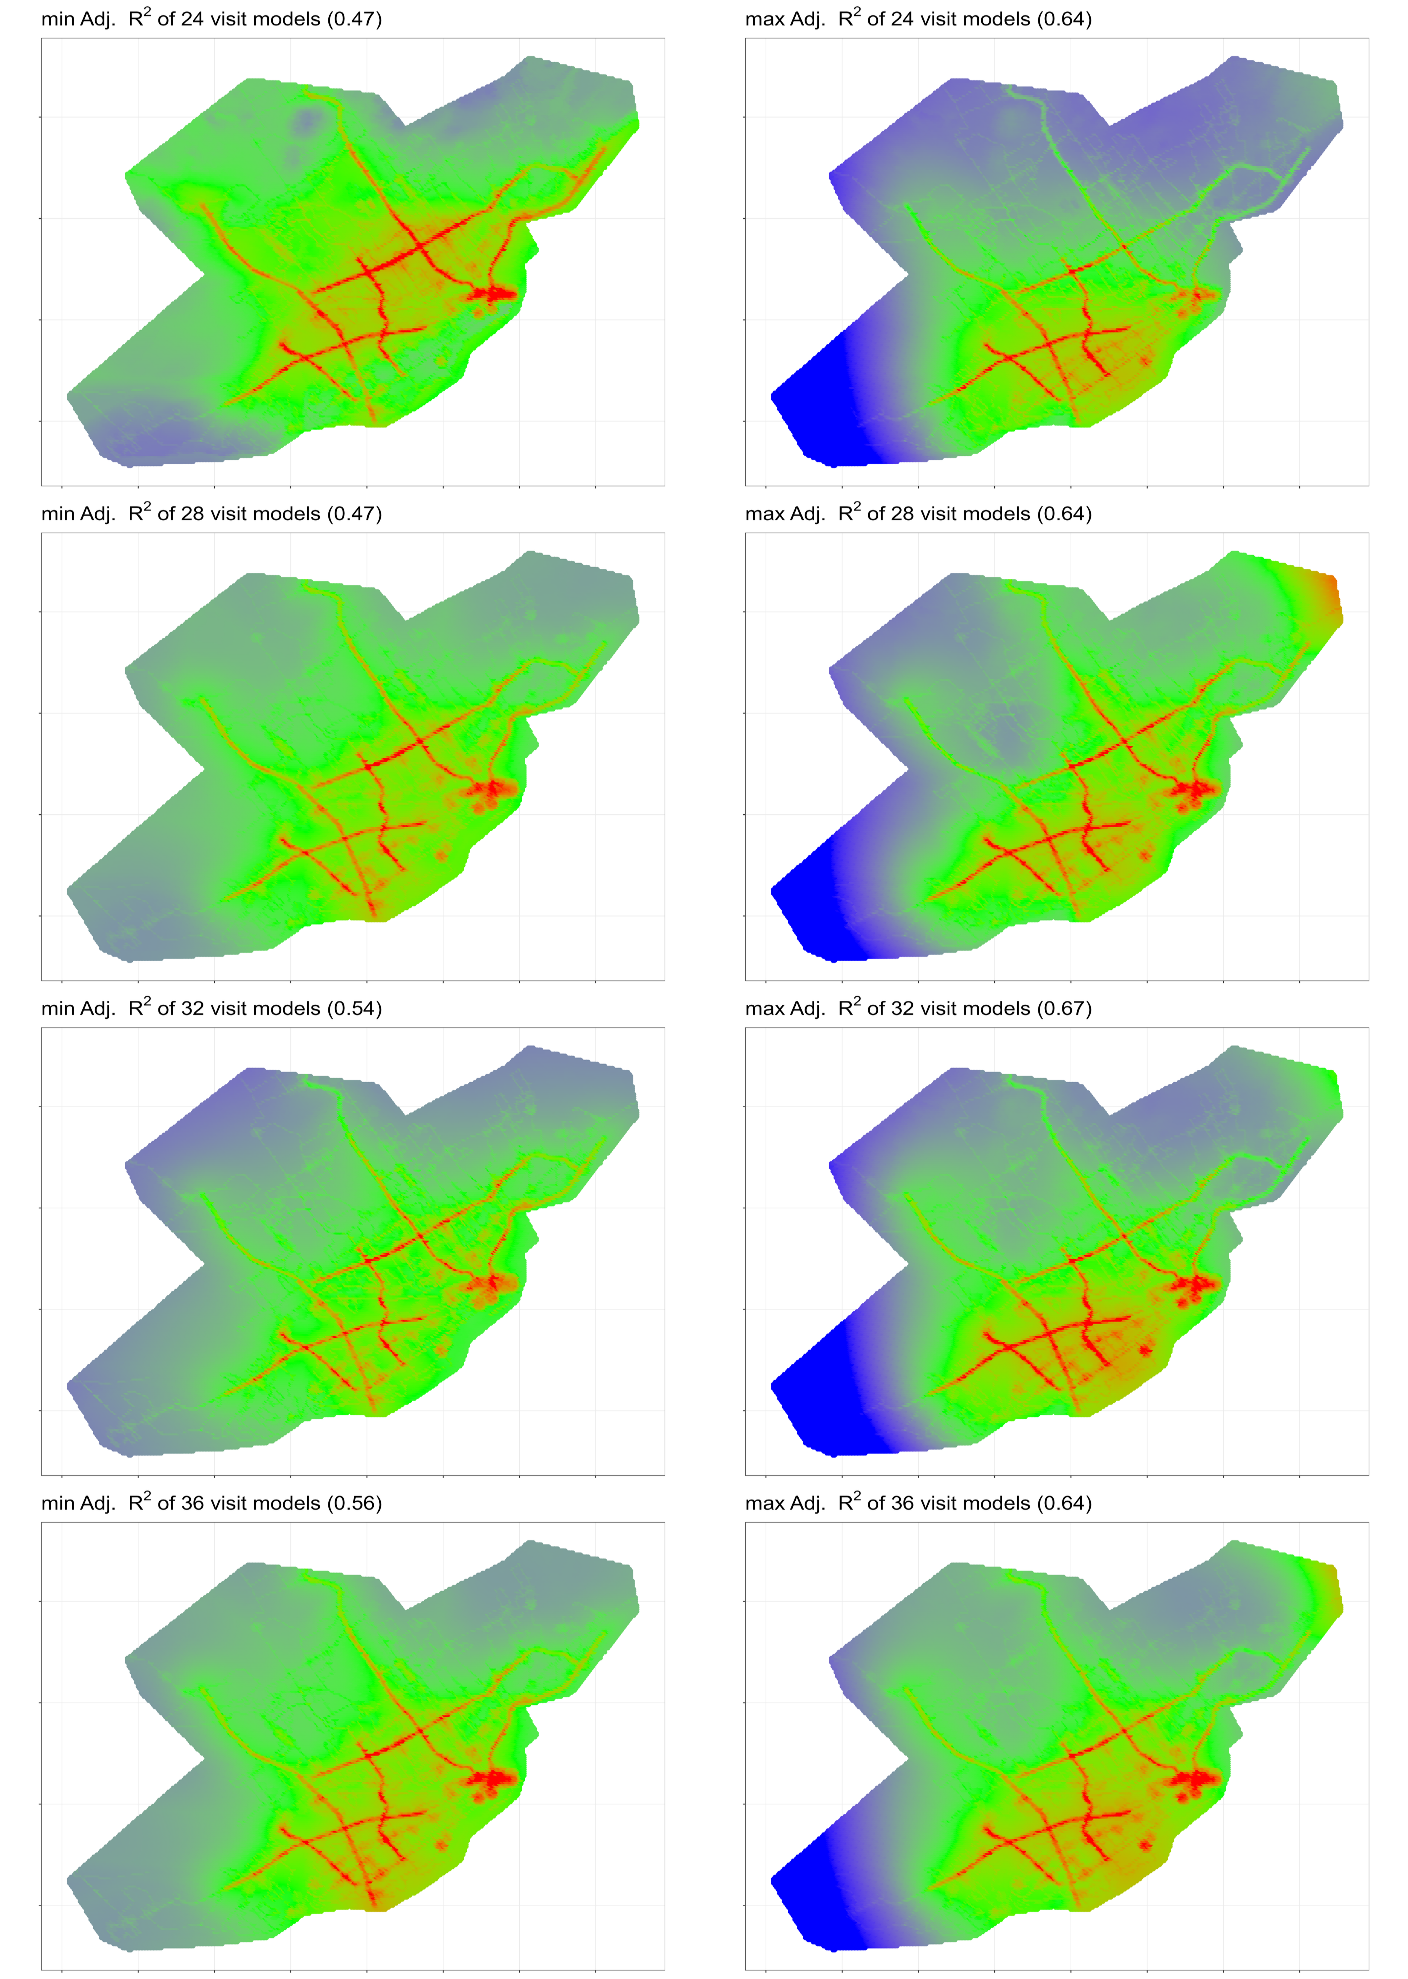 min Adj. R² of 24 visit models (0.47)
max Adj. R² of 24 visit models (0.64)
min Adj. R² of 28 visit models (0.47)
max Adj. R² of 28 visit models (0.64)
min Adj. R² of 32 visit models (0.54)
max Adj. R² of 32 visit models (0.67)
min Adj. R² of 36 visit models (0.56)
max Adj. R² of 36 visit models (0.64)